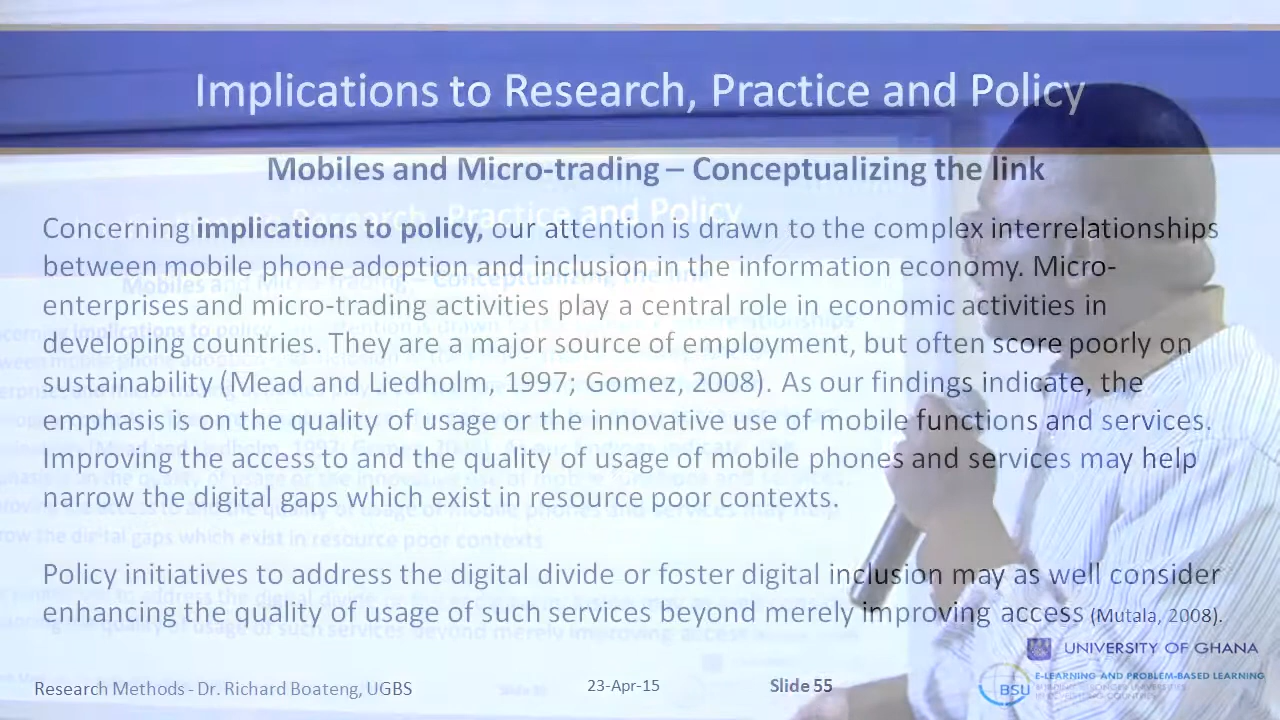 Implications to Research, Practice and Policy
Mobiles and Micro-trading – Conceptualizing the link
Concerning implications to policy, our attention is drawn to the complex interrelationships
between mobile phone adoption and inclusion in the information economy. Micro-
enterprises and micro-trading activities play a central role in economic activities in
developing countries. They are a major source of employment, but often score poorly on
sustainability (Mead and Liedholm, 1997; Gomez, 2008). As our findings indicate, the
emphasis is on the quality of usage or the innovative use of mobile functions and services.
Improving the access to and the quality of usage of mobile phones and services may help
narrow the digital gaps which exist in resource poor contexts.
Policy initiatives to address the digital divide or foster digital inclusion may as well consider
enhancing the quality of usage of such services beyond merely improving access (Mutala, 2008).
UNIVERSITY OF GHANA
BSU
E-LEARNING AND PROBLEM-BASED LEARNING
Research Methods - Dr. Richard Boateng, UGBS
23-Apr-15
Slide 55